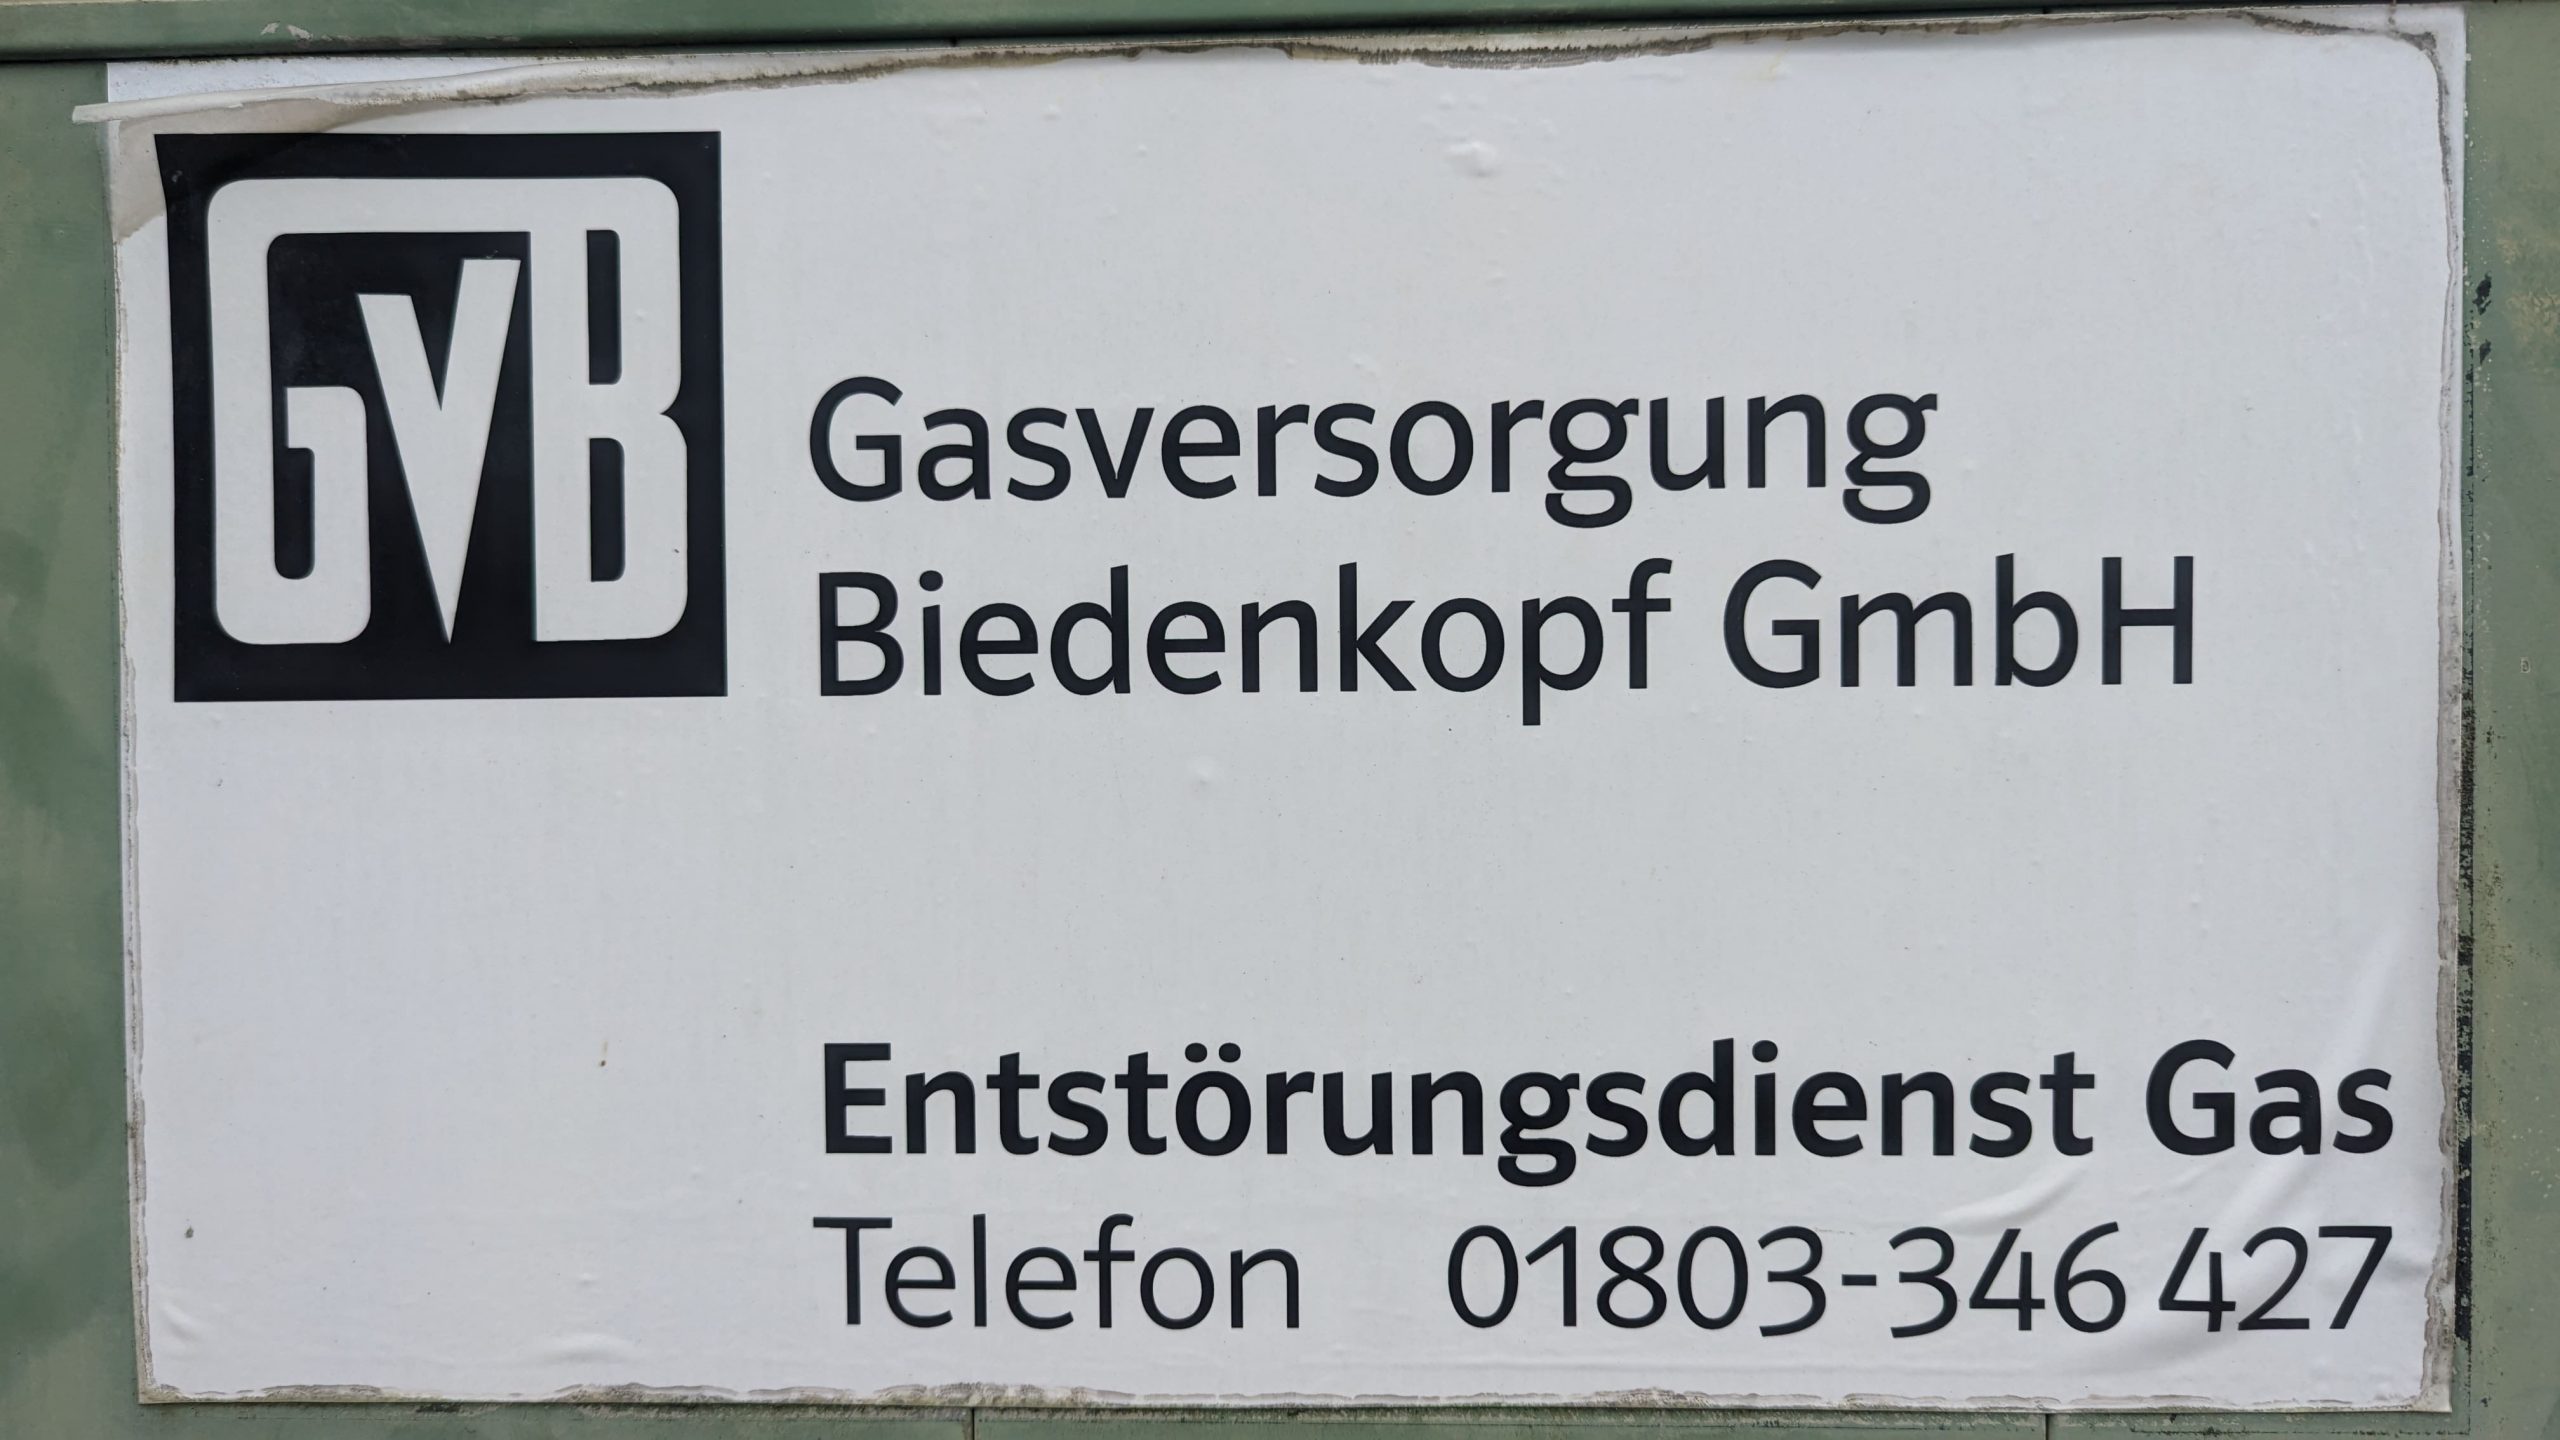 GVB
Gasversorgung
Biedenkopf GmbH
Entstörungsdienst Gas
Telefon 01803-346 427